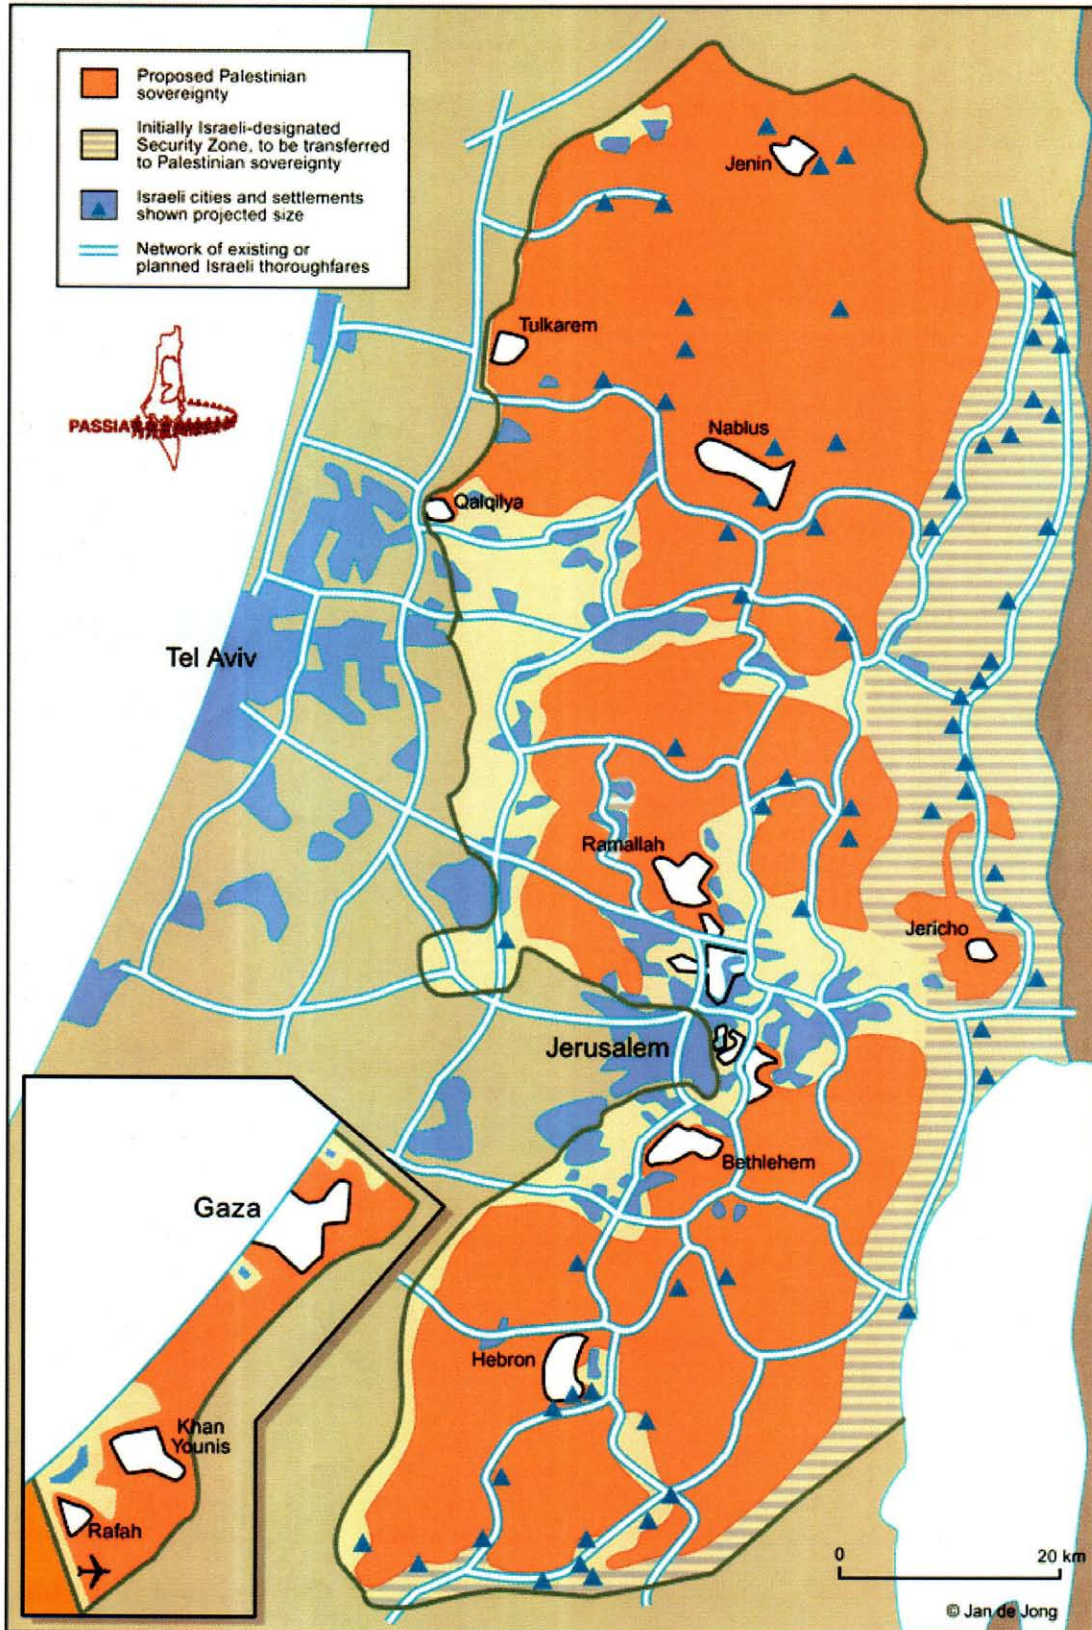 Proposed Palestinian
sovereignty
Initially Israeli-designated
Security Zone, to be transferred
to Palestinian sovereignty
Israeli cities and settlements
shown projected size
Network of existing or
planned Israeli thoroughfares
Jenin
Tulkarem
PASSIA
Nablus
Qalqilya
Tel Aviv
Ramallah
Jericho
Jerusalem
Bethlehem
Gaza
Hebron
Khan
Younis
Rafah
0 20 km
© Jan de Jong